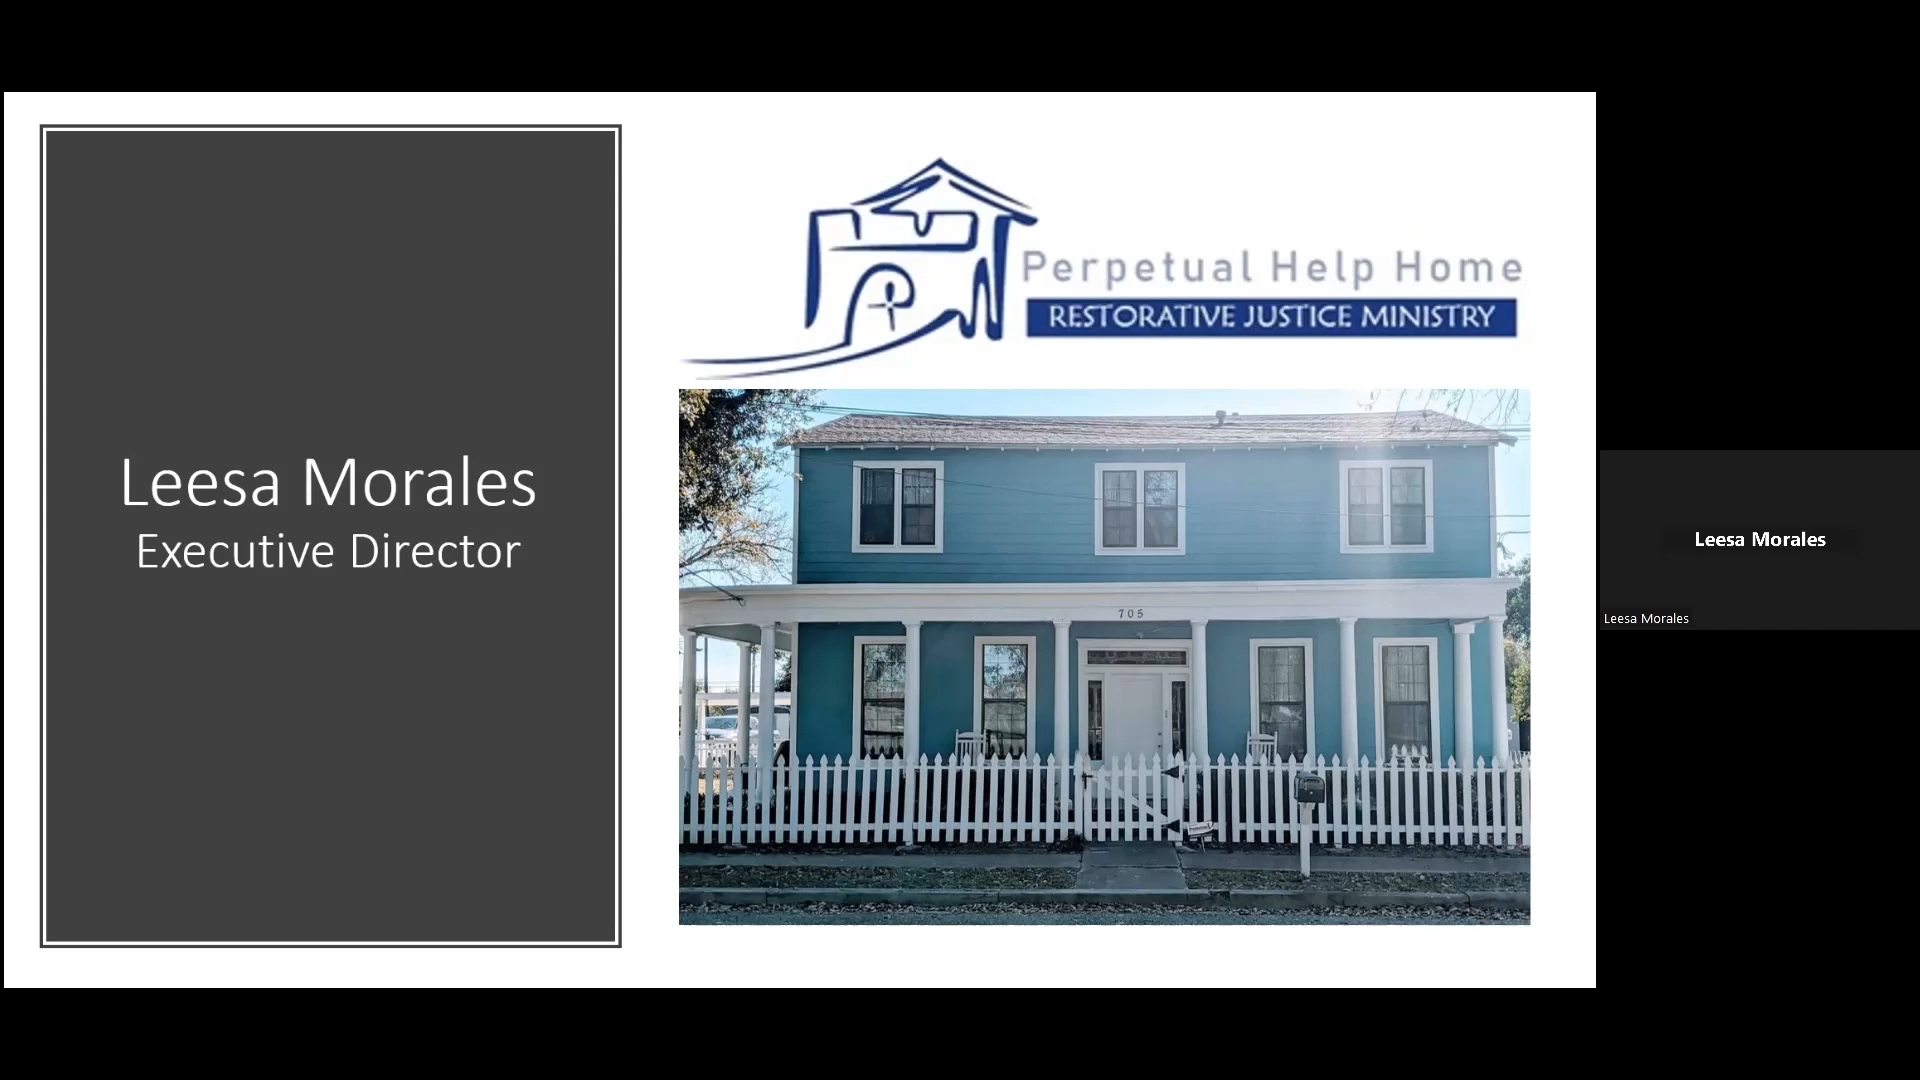 Leesa Morales
Executive Director
Perpetual Help Home
RESTORATIVE JUSTICE MINISTRY
705
Leesa Morales
Leesa Morales